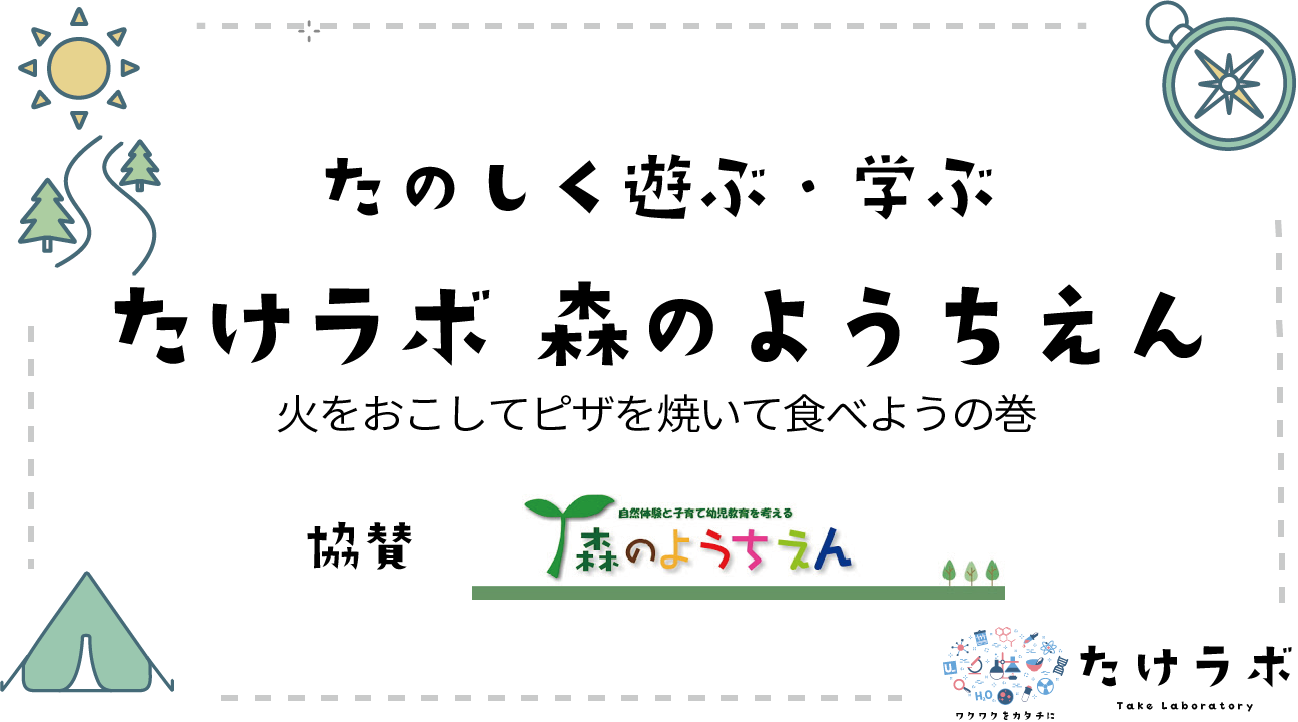 たのしく遊ぶ・学ぶ
たけラボ 森のようちえん
火をおこしてピザを焼いて食べようの巻
協賛
自然体験と子育て幼児教育を考える
森のようちえん
H₂O
たけラボ
Take Laboratory
ワクワクをカタチに